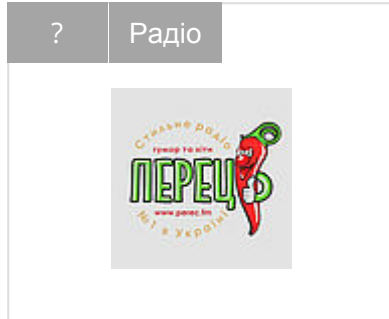 ? Радіо
Стильне радіо
гумор та хіти
ПЕРЕЦЬ
www.perec.fm
№1 в Україні